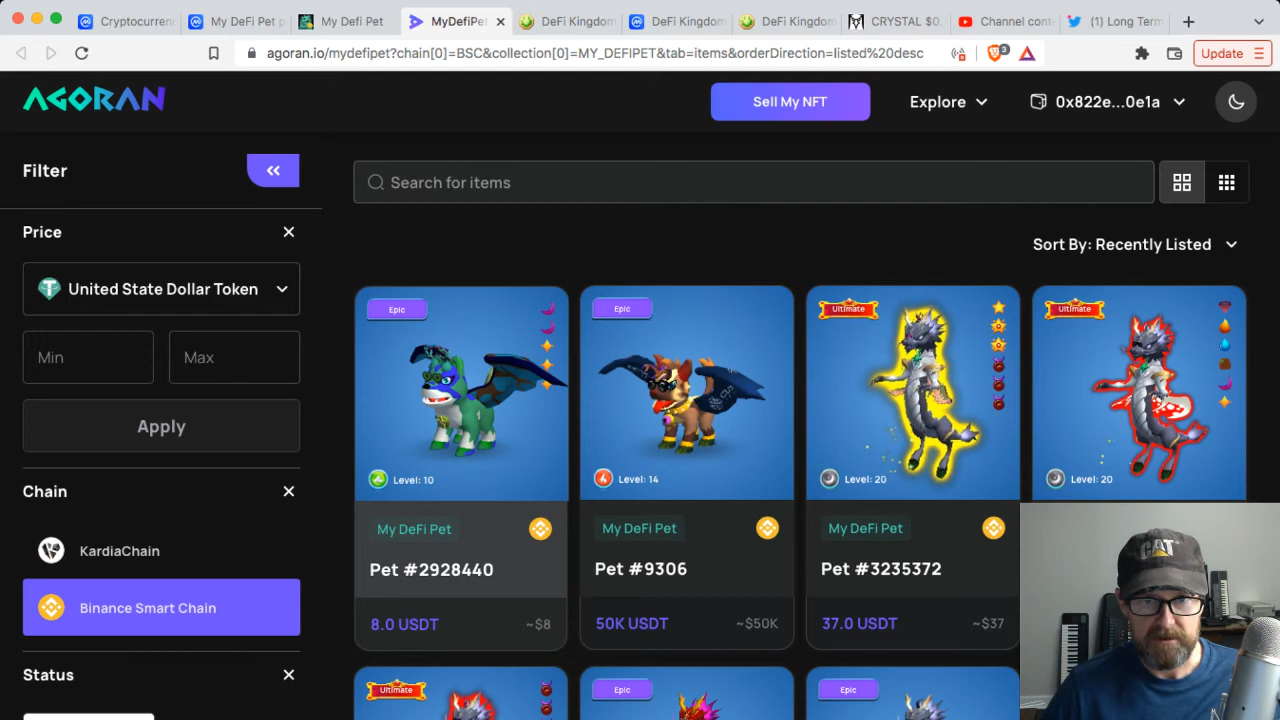 Cryptocurren
My DeFi Pet p
My Defi Pet
MyDefiPet
DeFi Kingdom
DeFi Kingdom
DeFi Kingdom
CRYSTAL $0.
Channel cont
(1) Long Term
agoran.io/mydefipet?chain[0]=BSC&collection[0]=MY_DEFIPET&tab=items&orderDirection=listed%20desc
3
Update
AGORAN
Sell My NFT
Explore
0x822e...0e1a
Filter
Search for items
Price
Sort By: Recently Listed
United State Dollar Token
Min
Max
Apply
Chain
KardiaChain
Binance Smart Chain
Status
Epic
Level: 10
My DeFi Pet
Pet #2928440
8.0 USDT
~$8
Epic
Level: 14
My DeFi Pet
Pet #9306
50K USDT
~$50K
Ultimate
Level: 20
My DeFi Pet
Pet #3235372
37.0 USDT
~$37
Ultimate
Level: 20
CAT
Ultimate
Epic
Epic